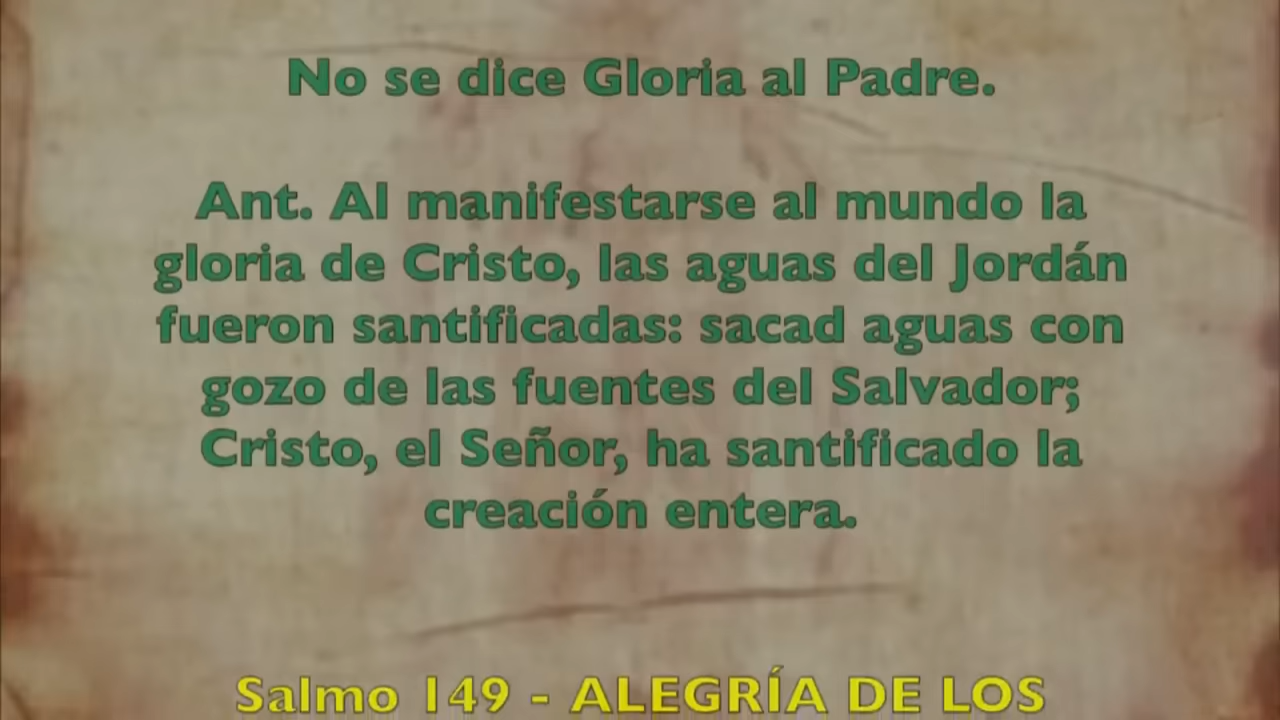 No se dice Gloria al Padre.
Ant. Al manifestarse al mundo la
gloria de Cristo, las aguas del Jordán
fueron santificadas: sacad aguas con
gozo de las fuentes del Salvador;
Cristo, el Señor, ha santificado la
creación entera.
Salmo 149 - ALEGRÍA DE LOS